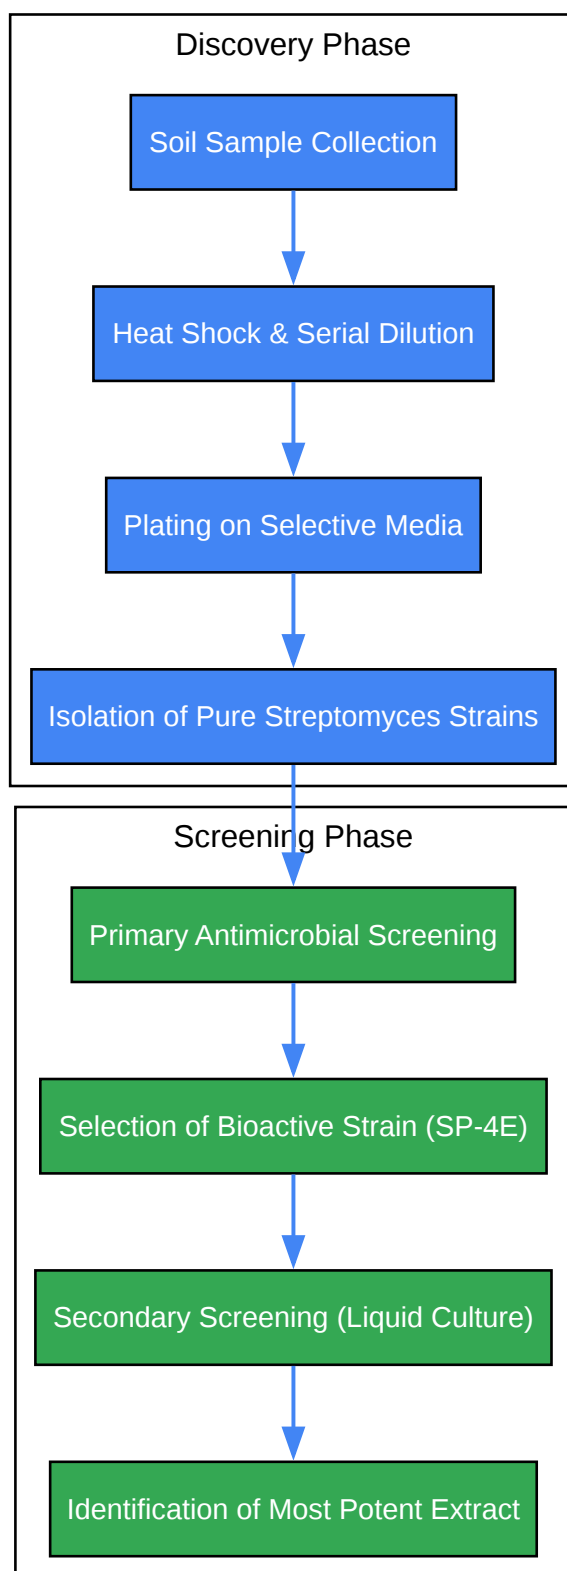 Discovery Phase
Soil Sample Collection
Heat Shock & Serial Dilution
Plating on Selective Media
Isolation of Pure Streptomyces Strains
Screening Phase
Primary Antimicrobial Screening
Selection of Bioactive Strain (SP-4E)
Secondary Screening (Liquid Culture)
Identification of Most Potent Extract